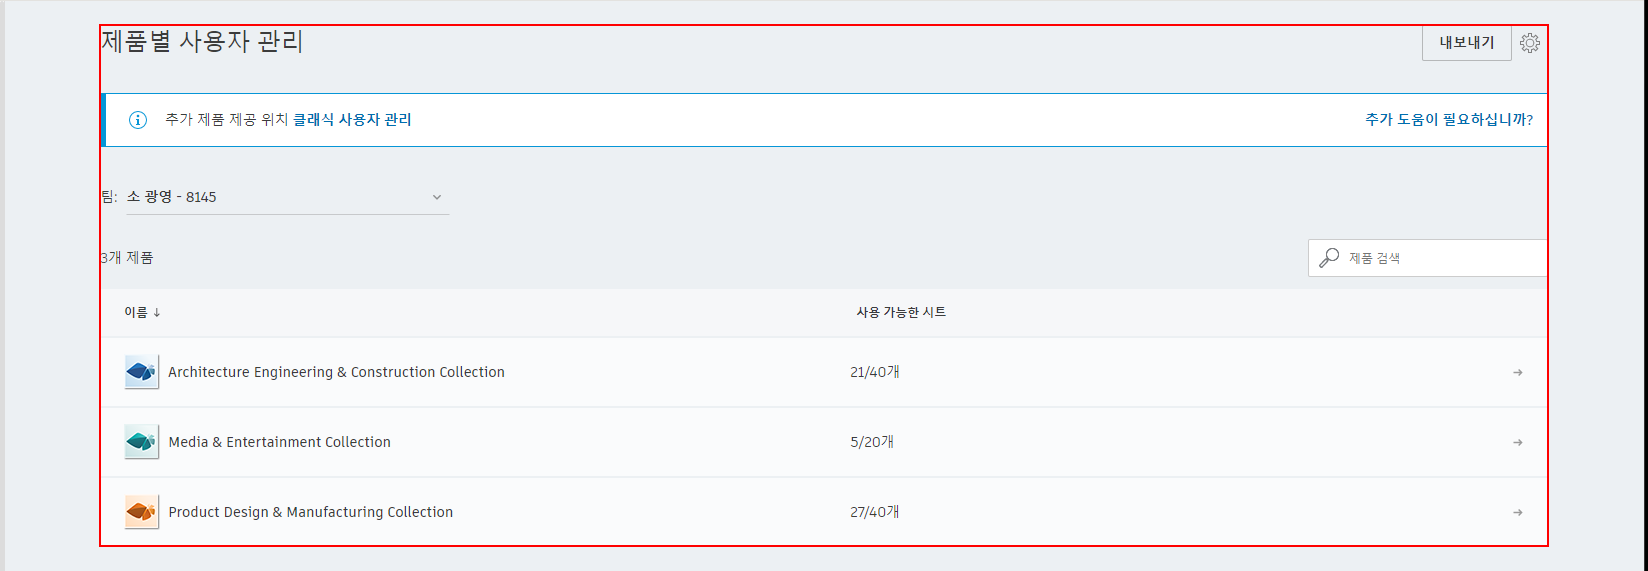 제품별 사용자 관리
내보내기
추가 제품 제공 위치 클래식 사용자 관리
추가 도움이 필요하십니까?
팀: 소 광영 - 8145
3개 제품
제품 검색
이름 ↓ 사용 가능한 시트
Architecture Engineering & Construction Collection 21/40개
Media & Entertainment Collection 5/20개
Product Design & Manufacturing Collection 27/40개